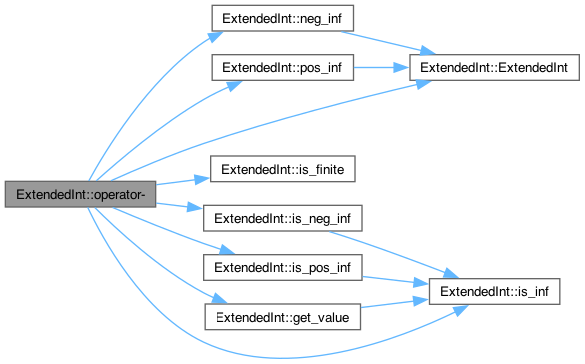 ExtendedInt::neg_inf
ExtendedInt::pos_inf
ExtendedInt::ExtendedInt
ExtendedInt::is_finite
ExtendedInt::operator-
ExtendedInt::is_neg_inf
ExtendedInt::is_pos_inf
ExtendedInt::is_inf
ExtendedInt::get_value